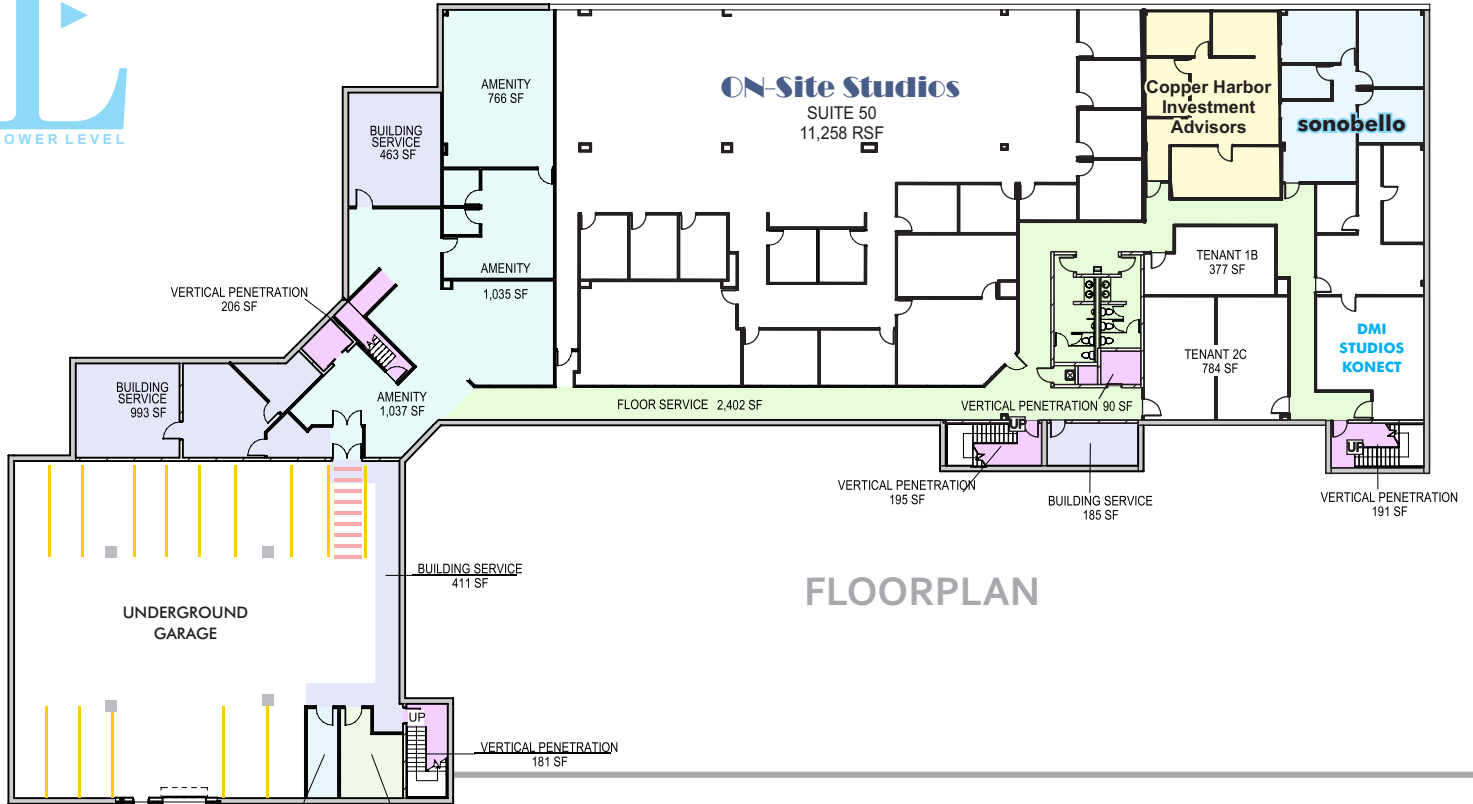 L
OWER LEVEL
AMENITY
766 SF
ON-Site Studios
SUITE 50
11,258 RSF
Copper Harbor
Investment
Advisors
sonobello
BUILDING
SERVICE
463 SF
AMENITY
1,035 SF
TENANT 1B
377 SF
VERTICAL PENETRATION
206 SF
DMI
STUDIOS
KONECT
TENANT 2C
784 SF
BUILDING
SERVICE
993 SF
AMENITY
1,037 SF
FLOOR SERVICE 2,402 SF
VERTICAL PENETRATION 90 SF
UP
UP
VERTICAL PENETRATION
195 SF
BUILDING SERVICE
185 SF
VERTICAL PENETRATION
191 SF
BUILDING SERVICE
411 SF
FLOORPLAN
UNDERGROUND
GARAGE
UP
VERTICAL PENETRATION
181 SF